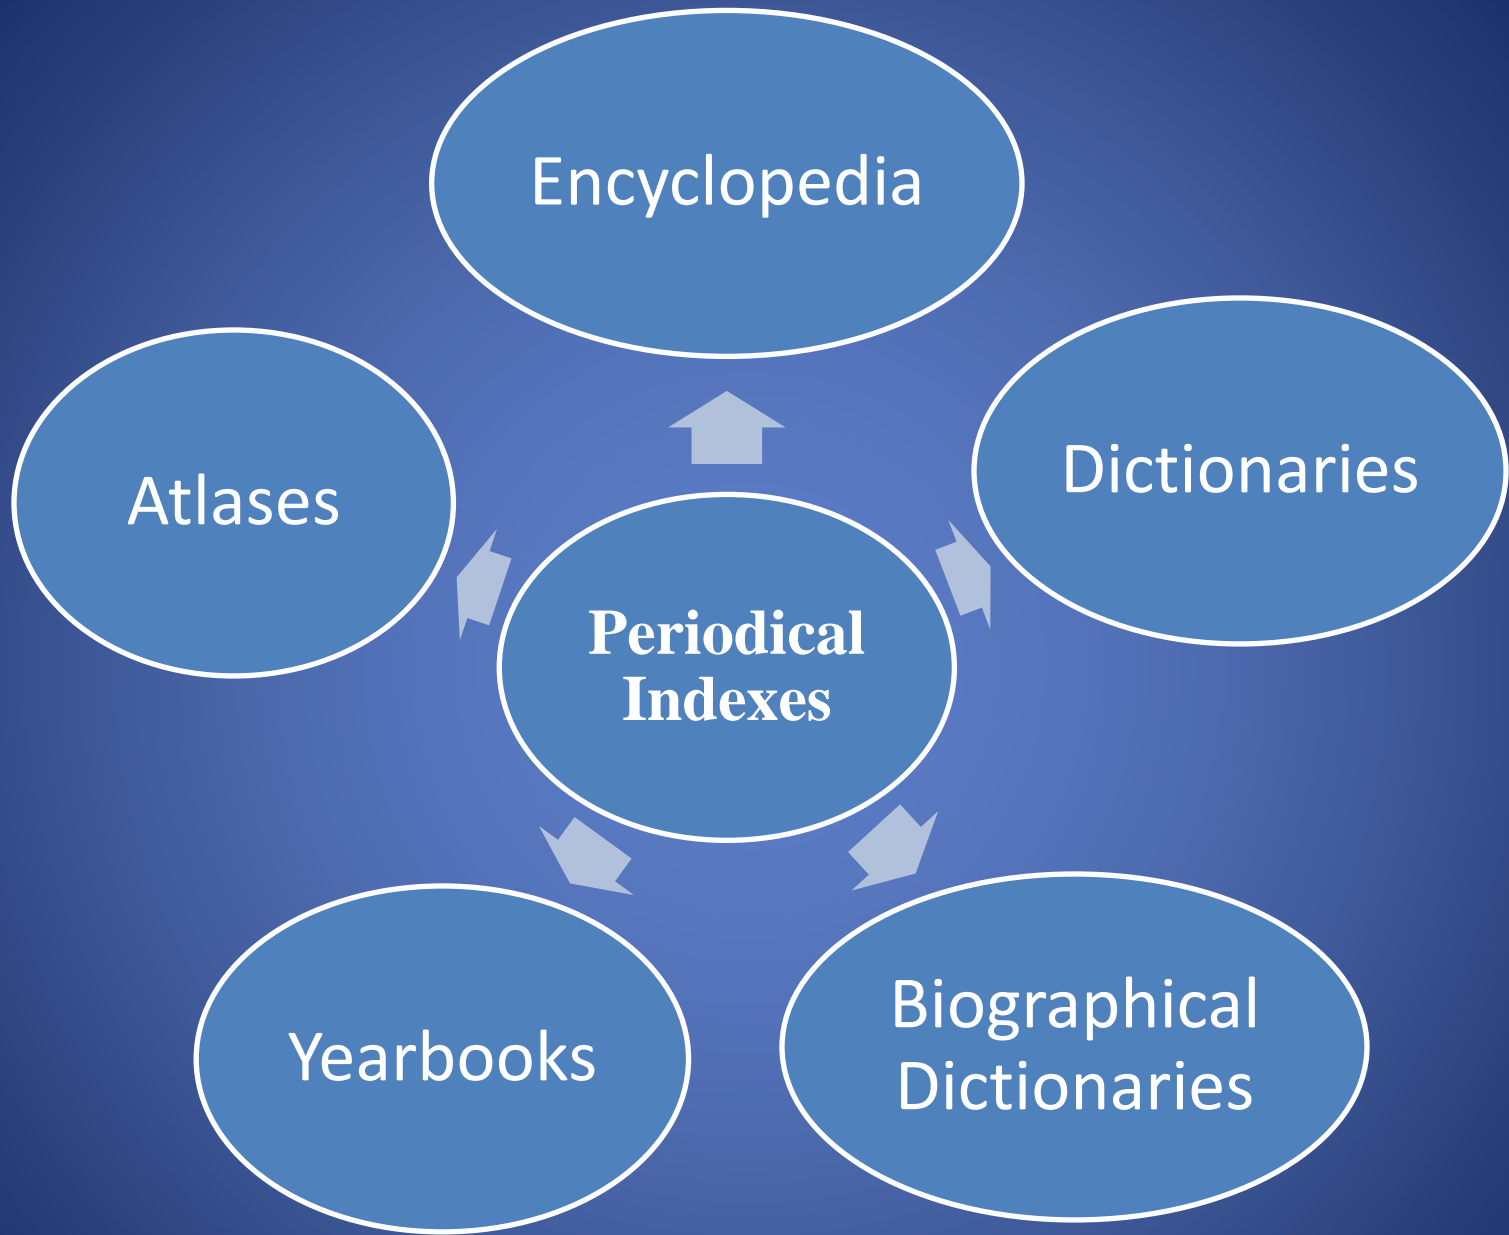 Encyclopedia
Dictionaries
Atlases
Periodical
Indexes
Biographical
Dictionaries
Yearbooks